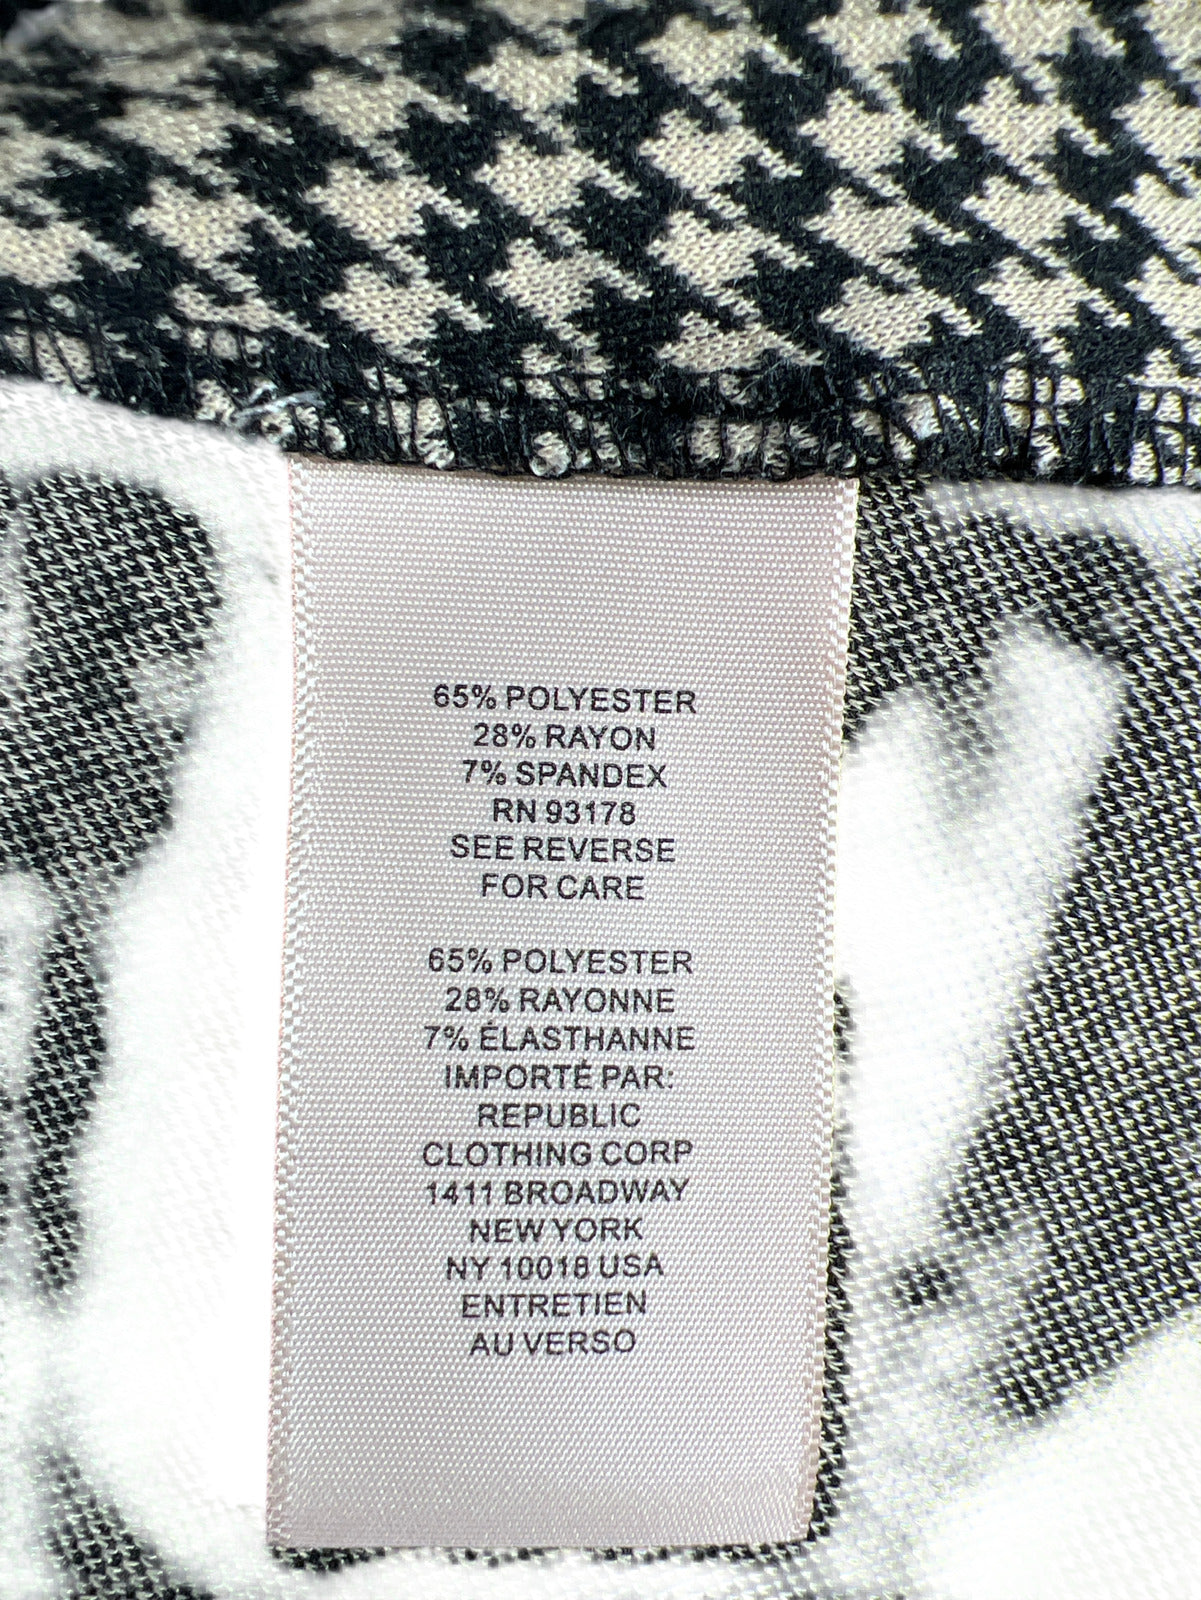 65% POLYESTER
28% RAYON
7% SPANDEX
RN 93178
SEE REVERSE
FOR CARE
65% POLYESTER
28% RAYONNE
7% ÉLASTHANNE
IMPORTÉ PAR:
REPUBLIC
CLOTHING CORP
1411 BROADWAY
NEW YORK
NY 10018 USA
ENTRETIEN
AU VERSO